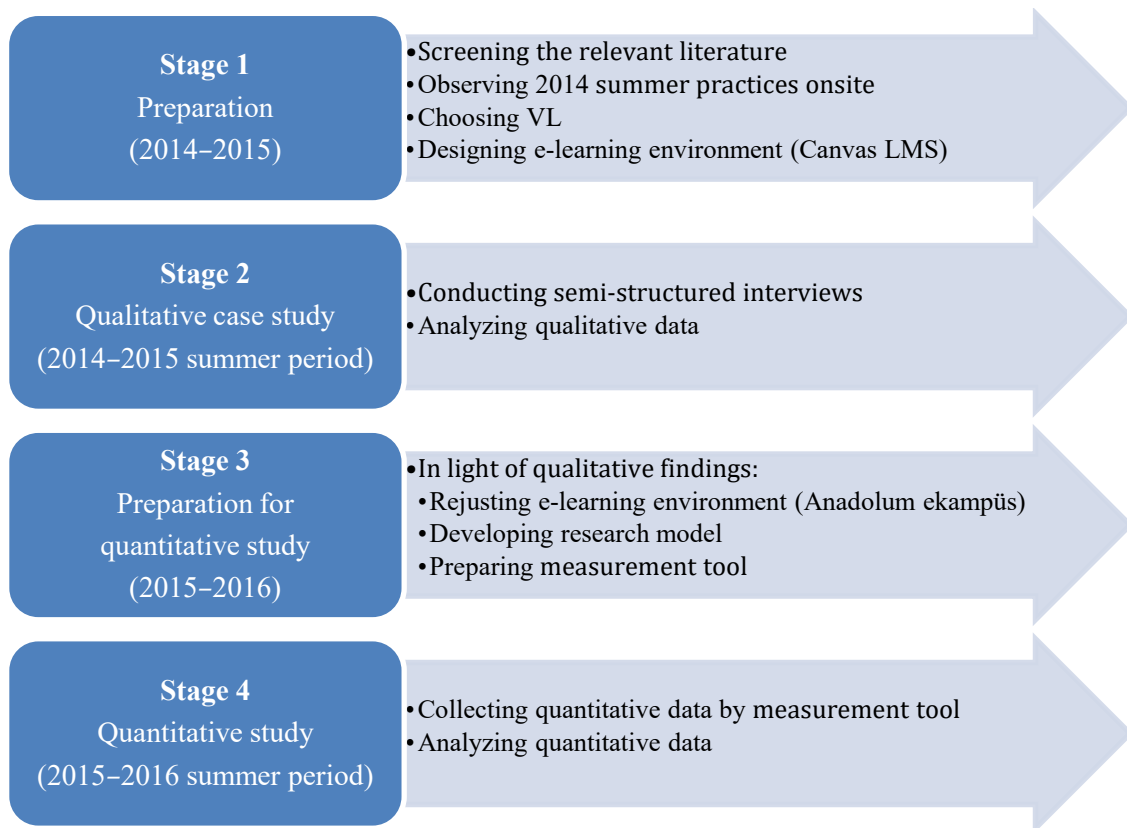 Stage 1
Preparation
(2014–2015)
•Screening the relevant literature
•Observing 2014 summer practices onsite
•Choosing VL
•Designing e-learning environment (Canvas LMS)
Stage 2
Qualitative case study
(2014–2015 summer period)
•Conducting semi-structured interviews
•Analyzing qualitative data
Stage 3
Preparation for
quantitative study
(2015–2016)
•In light of qualitative findings:
•Rejusting e-learning environment (Anadolum ekampüs)
•Developing research model
•Preparing measurement tool
Stage 4
Quantitative study
(2015–2016 summer period)
•Collecting quantitative data by measurement tool
•Analyzing quantitative data